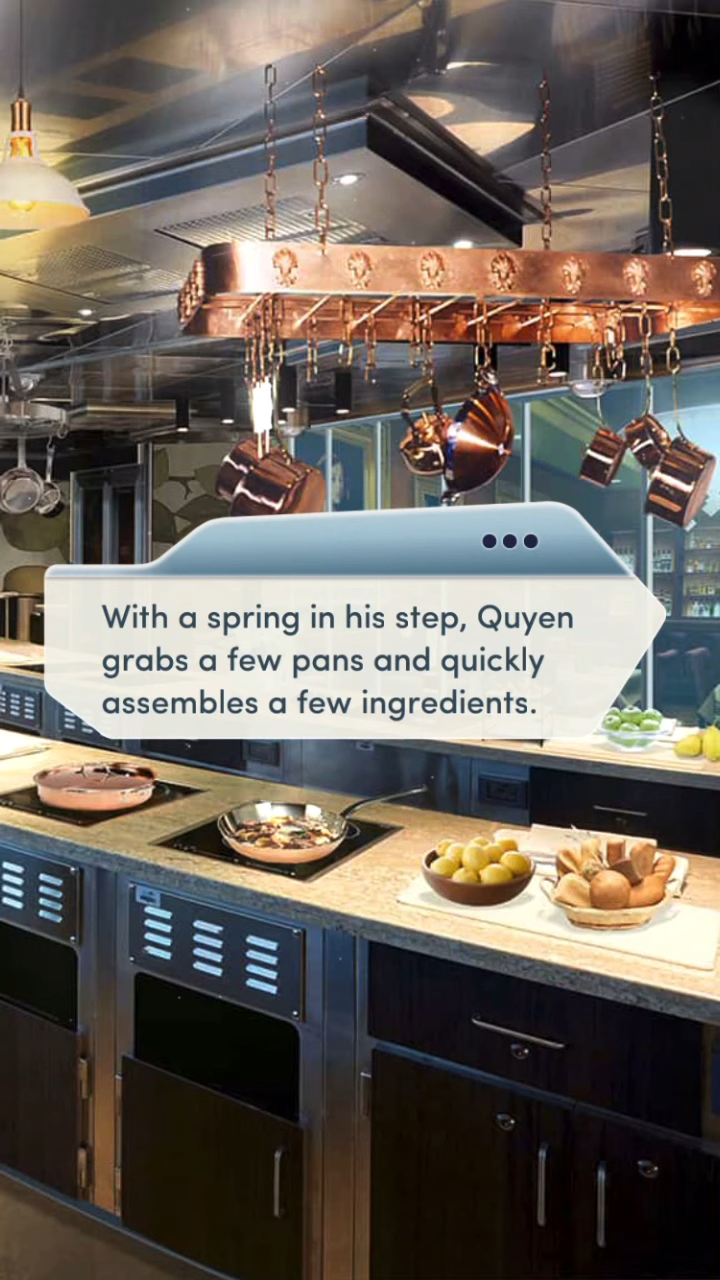 With a spring in his step, Quyen
grabs a few pans and quickly
assembles a few ingredients.